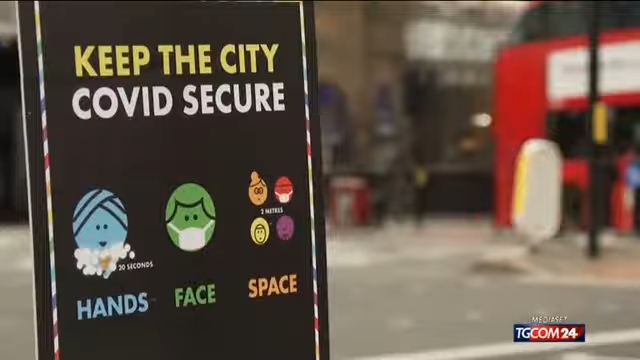 KEEP THE CITY
COVID SECURE
20 SECONDS
2 METRES
HANDS
FACE
SPACE
MEDIASET
TGCOM24